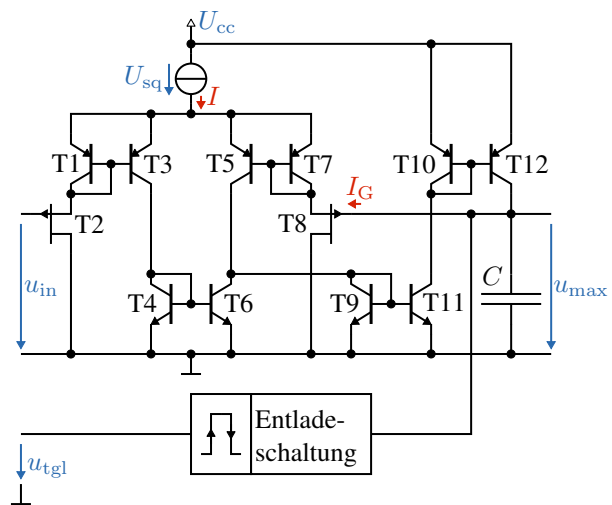 U_cc
U_sq
I
T1 T3 T5 T7 T10 T12
I_G
T2 T8
u_in
C
u_max
T4 T6 T9 T11
Entlade-
schaltung
u_tgl